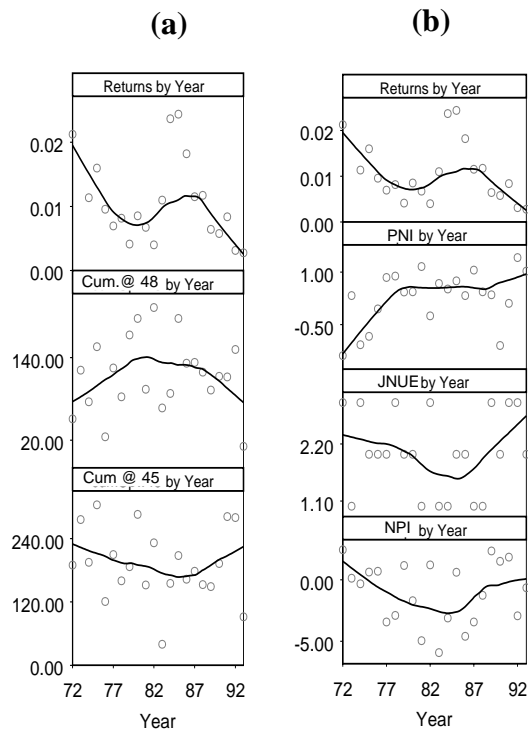 (a)
Returns by Year
0.02
0.01
0.00
Cum.@ 48 by Year
140.00
20.00
Cum @ 45 by Year
240.00
120.00
0.00
72 77 82 87 92
Year
(b)
Returns by Year
0.02
0.01
0.00
PNI by Year
1.00
-0.50
JNUE by Year
2.20
1.10
NPI by Year
0.00
-5.00
72 77 82 87 92
Year